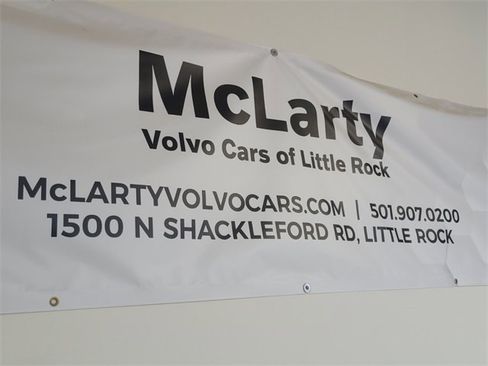 McLarty
Volvo Cars of Little Rock
McLARTYVOLVOCARS.COM | 501.907.0200
1500 N SHACKLEFORD RD, LITTLE ROCK